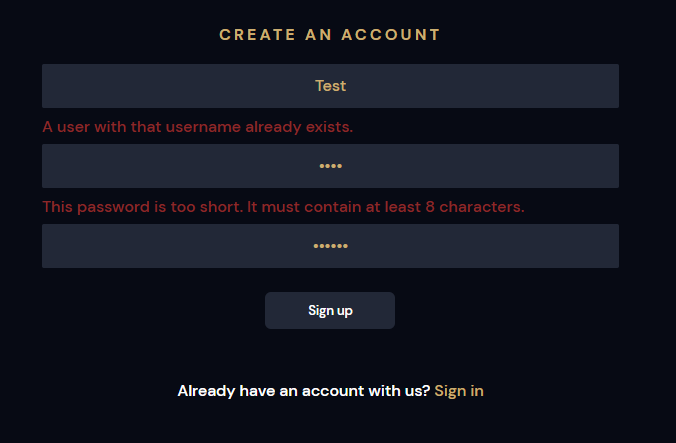 CREATE AN ACCOUNT
Test
A user with that username already exists.
••••
This password is too short. It must contain at least 8 characters.
••••••
Sign up
Already have an account with us? Sign in